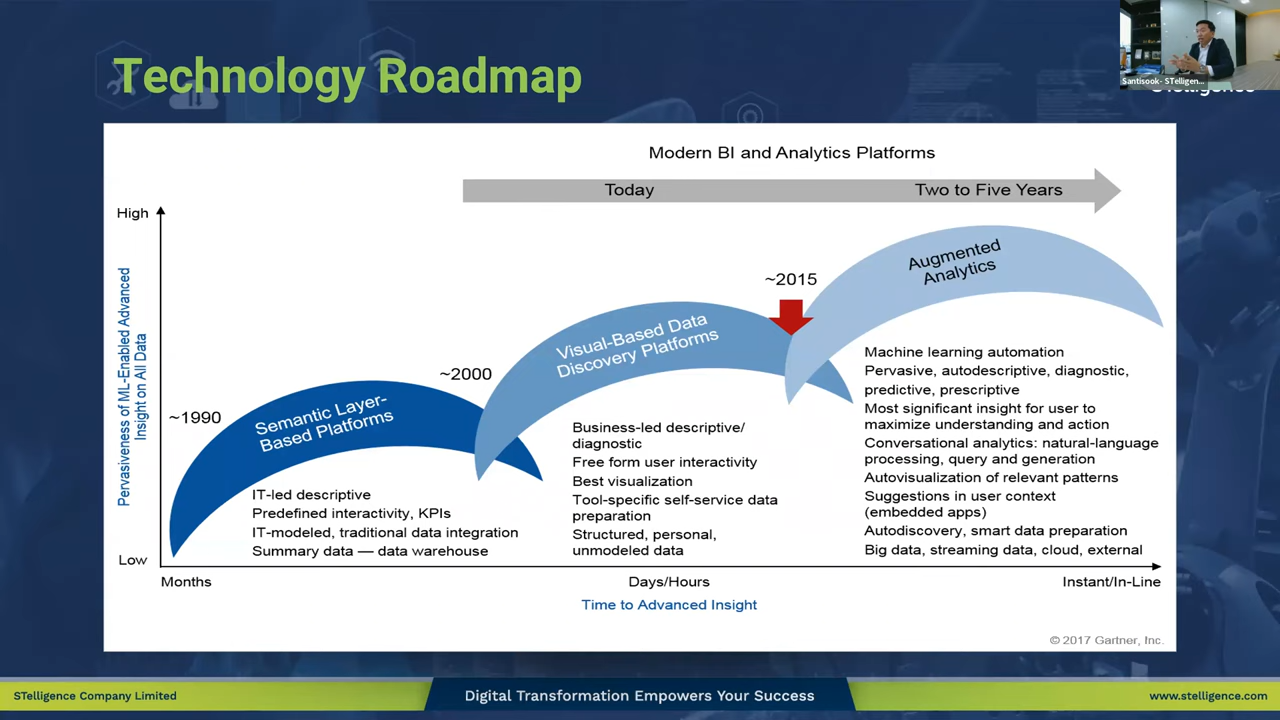 Technology Roadmap
Santisook- STelligen...
STelligence
Modern BI and Analytics Platforms
Today
Two to Five Years
High
Pervasiveness of ML-Enabled Advanced
Insight on All Data
Low
~1990
Semantic Layer-
Based Platforms
IT-led descriptive
Predefined interactivity, KPIs
IT-modeled, traditional data integration
Summary data — data warehouse
~2000
Visual-Based Data
Discovery Platforms
Business-led descriptive/
diagnostic
Free form user interactivity
Best visualization
Tool-specific self-service data
preparation
Structured, personal,
unmodeled data
~2015
Augmented
Analytics
Machine learning automation
Pervasive, autodescriptive, diagnostic,
predictive, prescriptive
Most significant insight for user to
maximize understanding and action
Conversational analytics: natural-language
processing, query and generation
Autovisualization of relevant patterns
Suggestions in user context
(embedded apps)
Autodiscovery, smart data preparation
Big data, streaming data, cloud, external
Months
Days/Hours
Instant/In-Line
Time to Advanced Insight
© 2017 Gartner, Inc.
STelligence Company Limited
Digital Transformation Empowers Your Success
www.stelligence.com